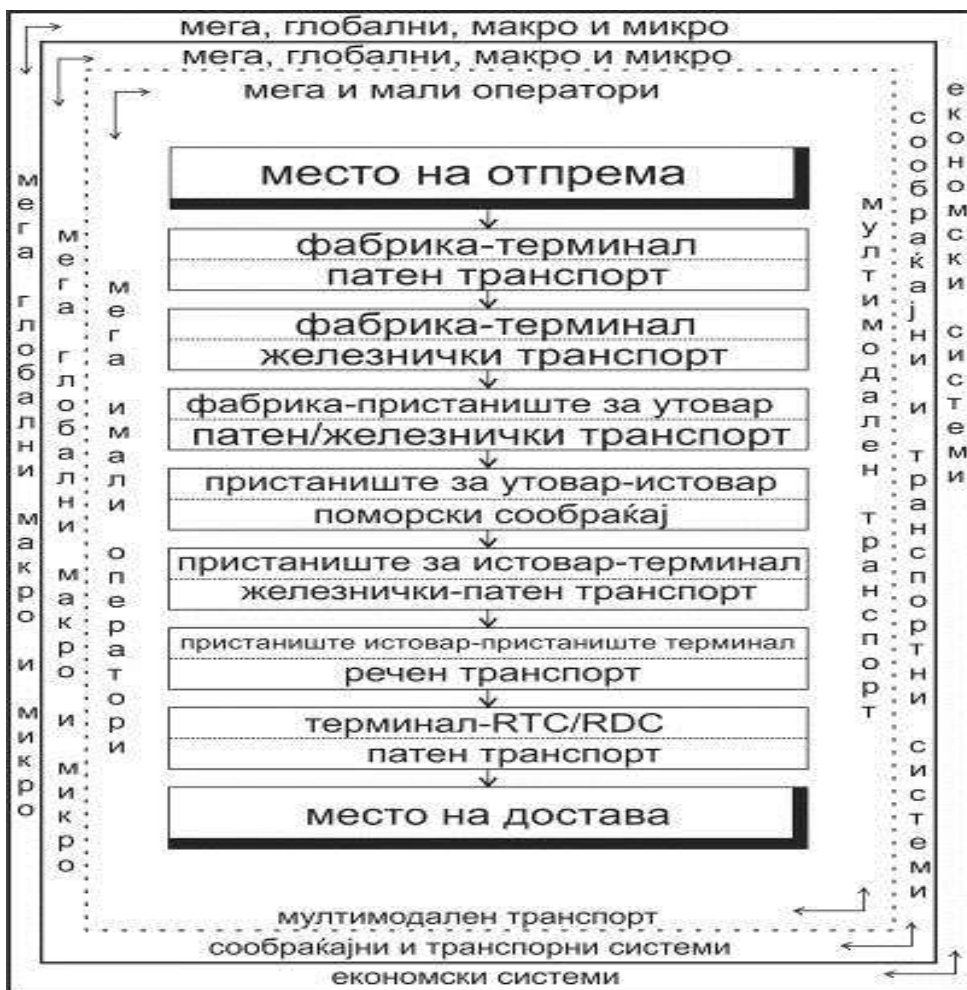 мега, глобални, макро и микро
мега, глобални, макро и микро
мега и мали оператори
мега глобални макро и микро
мега глобални макро и микро
мега и мали оператори
место на отпрема
фабрика-терминал
патен транспорт
фабрика-терминал
железнички транспорт
фабрика-пристаниште за утовар
патен/железнички транспорт
пристаниште за утовар-истовар
поморски сообраќај
пристаниште за истовар-терминал
железнички-патен транспорт
пристаниште истовар-пристаниште терминал
речен транспорт
терминал-RTC/RDC
патен транспорт
место на достава
мултимодален транспорт
сообраќајни и транспортни системи
економски системи
мултимодален транспорт
сообраќајни и транспорни системи
економски системи